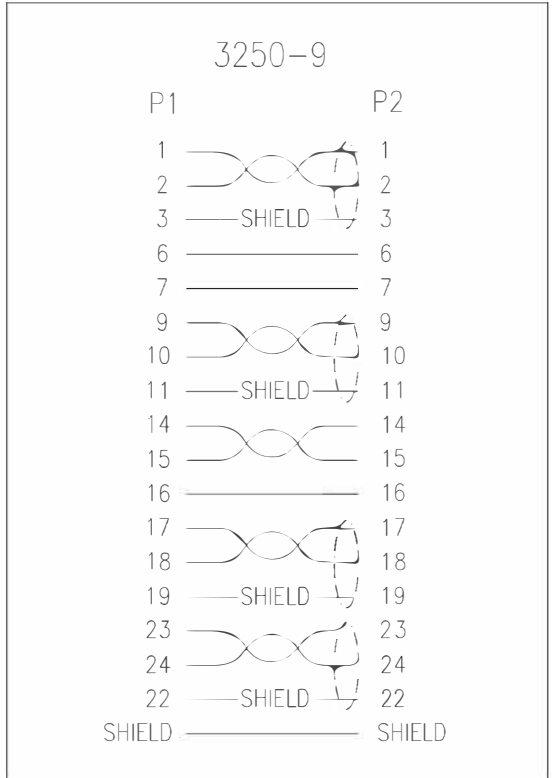 3250-9
P1 P2
1 1
2 2
3 SHIELD 3
6 6
7 7
9 9
10 10
11 SHIELD 11
14 14
15 15
16 16
17 17
18 18
19 SHIELD 19
23 23
24 24
22 SHIELD 22
SHIELD SHIELD